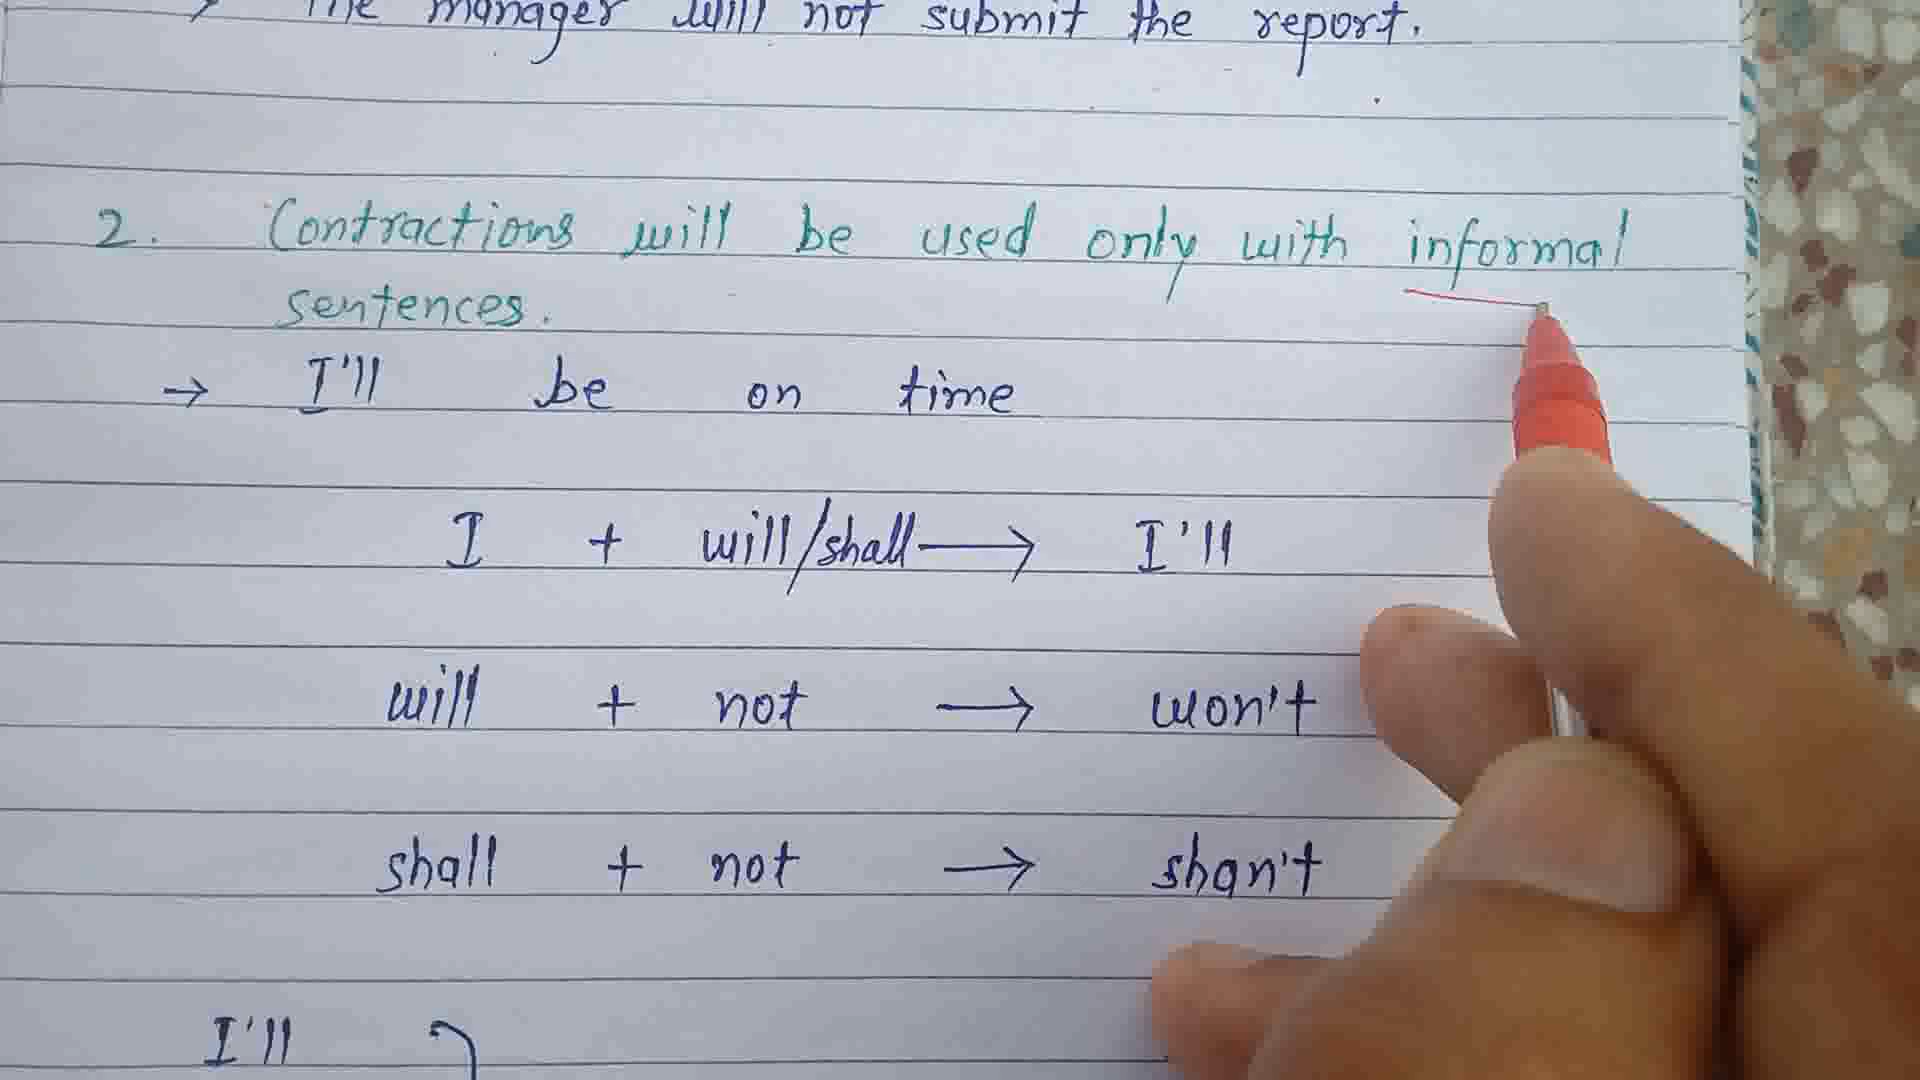 → The manager will not submit the report.
2. Contractions will be used only with informal
sentences.
→ I'll be on time
I + will/shall → I'll
will + not → won't
shall + not → shan't
I'll